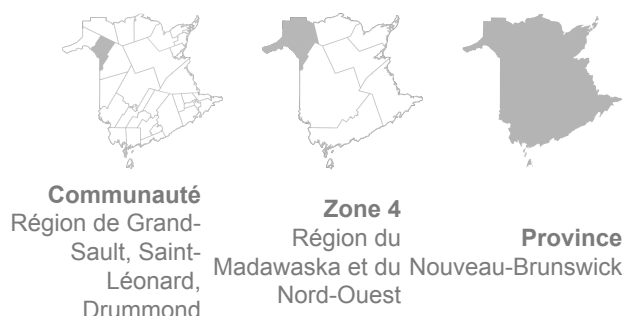 Communauté
Région de Grand-
Sault, Saint-
Léonard,
Drummond
Zone 4
Région du
Madawaska et du
Nord-Ouest
Province
Nouveau-Brunswick